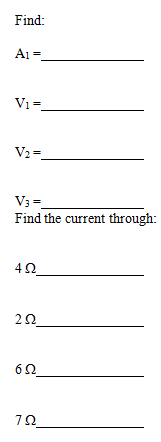 Find:
A1 =
V1 =
V2 =
V3 =
Find the current through:
4 Ω
2 Ω
6 Ω
7 Ω